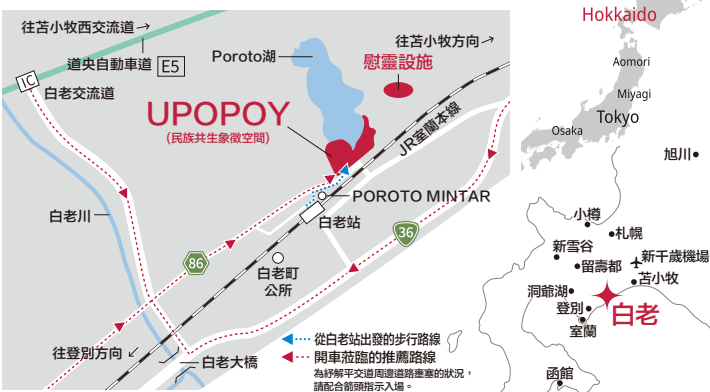 往苫小牧西交流道→
道央自動車道 E5
IC
白老交流道
Poroto湖
往苫小牧方向→
慰靈設施
UPOPOY
(民族共生象徵空間)
JR室蘭本線
POROTO MINTAR
白老站
白老川
86
36
白老町
公所
往登別方向
白老大橋
從白老站出發的步行路線
開車蒞臨的推薦路線
為紓解平交道周邊道路壅塞的狀況,
請配合箭頭指示入場。
Hokkaido
Aomori
Miyagi
Tokyo
Osaka
旭川
小樽
札幌
新雪谷
新千歲機場
留壽都
苫小牧
洞爺湖
登別
白老
室蘭
函館